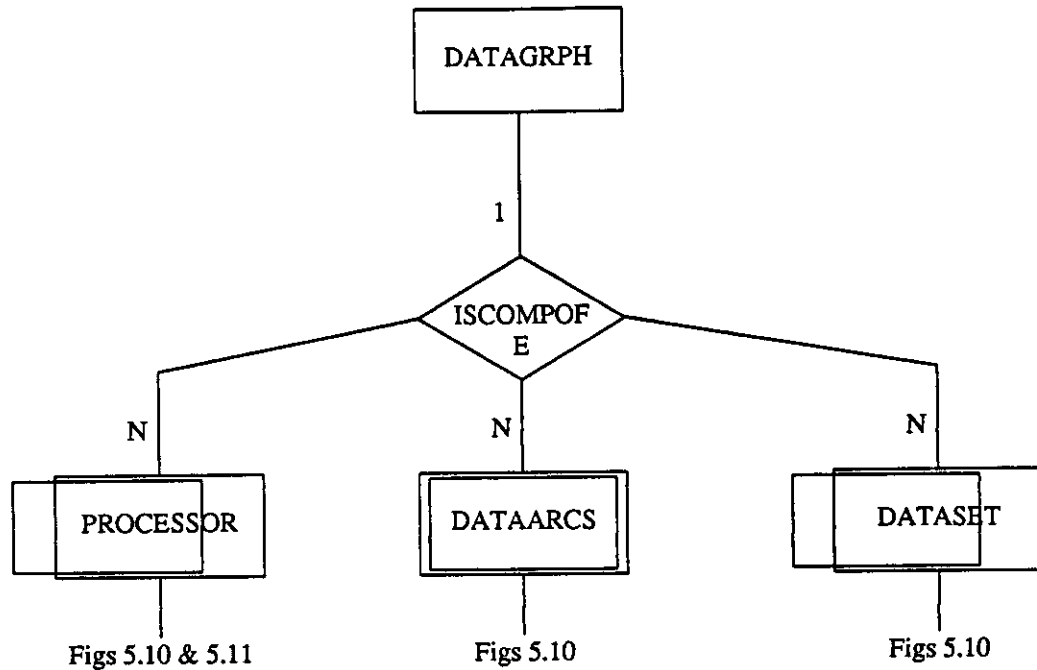 DATAGRPH
1
ISCOMPOF
E
N
N
N
PROCESSOR
DATAARCS
DATASET
Figs 5.10 & 5.11
Figs 5.10
Figs 5.10